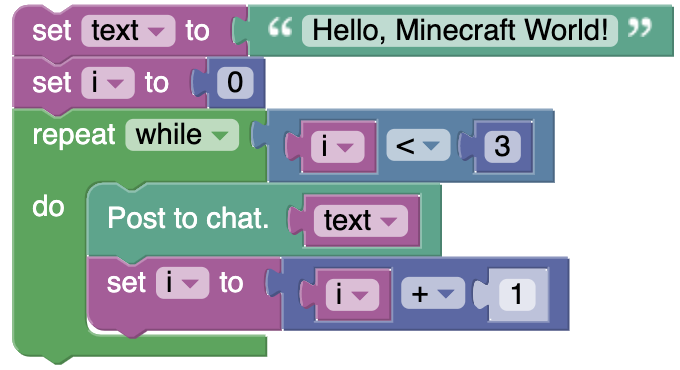 set text to “ Hello, Minecraft World! ”
set i to 0
repeat while i < 3
do
Post to chat. text
set i to i + 1